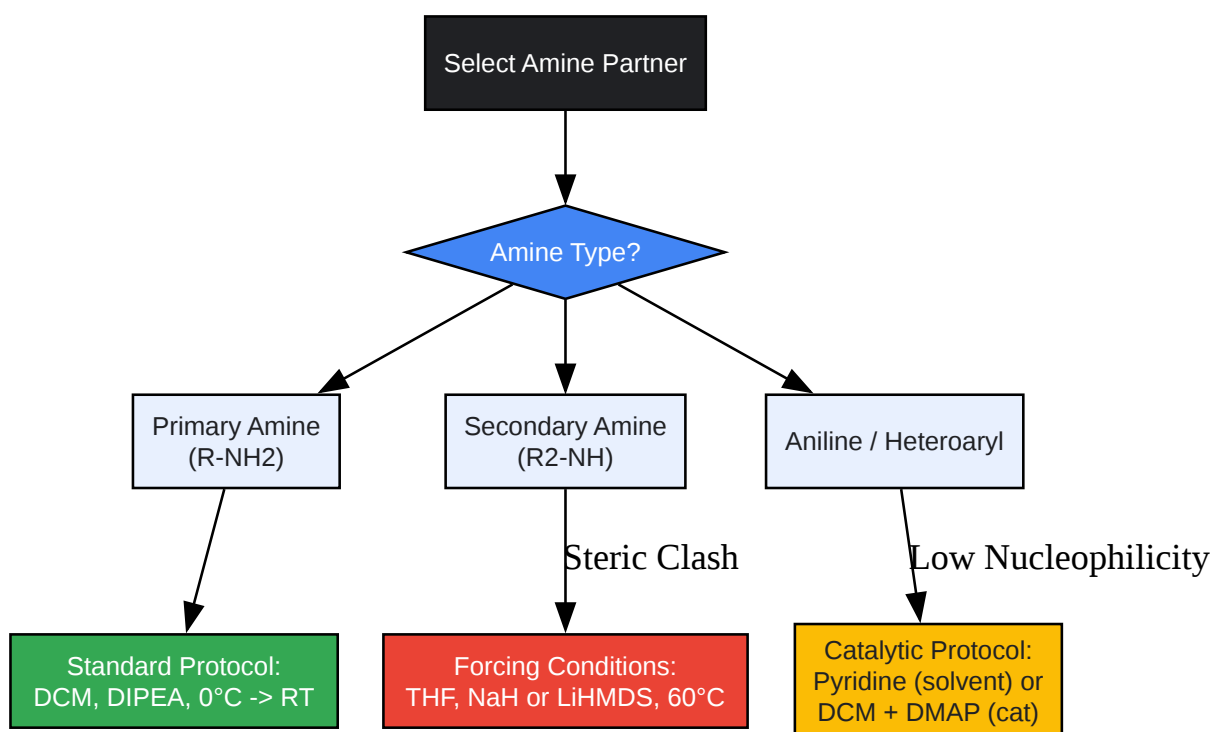 Select Amine Partner
Amine Type?
Primary Amine
(R-NH2)
Secondary Amine
(R2-NH)
Aniline / Heteroaryl
Steric Clash
Low Nucleophilicity
Standard Protocol:
DCM, DIPEA, 0°C -> RT
Forcing Conditions:
THF, NaH or LiHMDS, 60°C
Catalytic Protocol:
Pyridine (solvent) or
DCM + DMAP (cat)